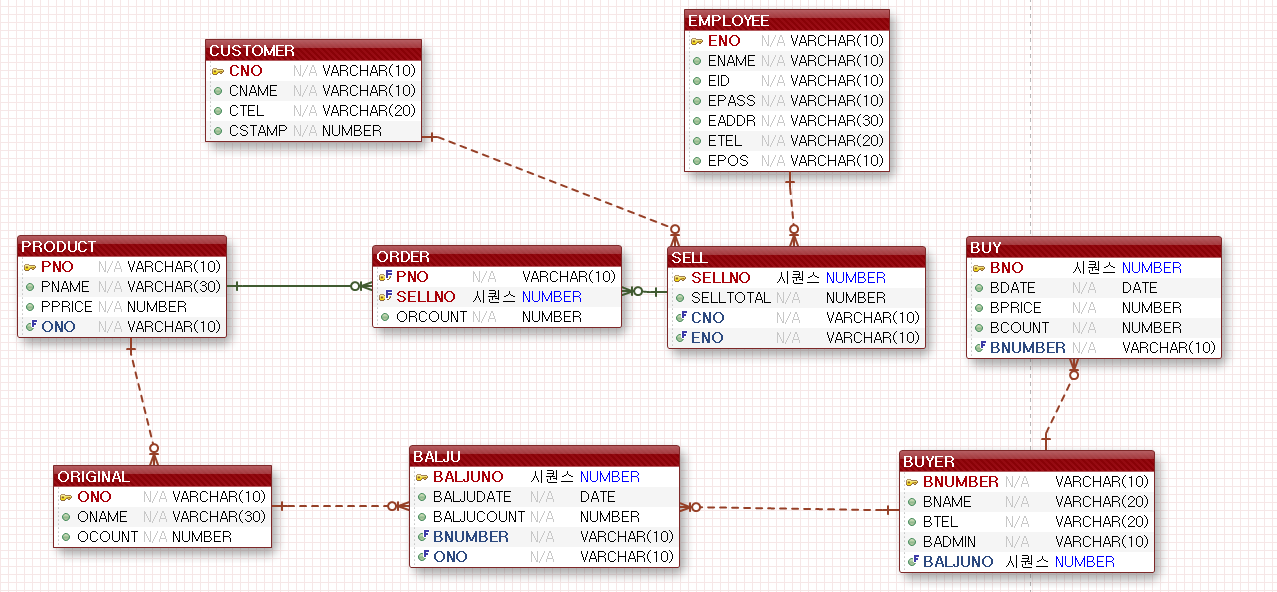 EMPLOYEE
ENO N/A VARCHAR(10)
ENAME N/A VARCHAR(10)
EID N/A VARCHAR(10)
EPASS N/A VARCHAR(10)
EADDR N/A VARCHAR(30)
ETEL N/A VARCHAR(20)
EPOS N/A VARCHAR(10)
CUSTOMER
CNO N/A VARCHAR(10)
CNAME N/A VARCHAR(10)
CTEL N/A VARCHAR(20)
CSTAMP N/A NUMBER
PRODUCT
PNO N/A VARCHAR(10)
PNAME N/A VARCHAR(30)
PPRICE N/A NUMBER
ONO N/A VARCHAR(10)
ORDER
PNO N/A VARCHAR(10)
SELLNO 시퀀스 NUMBER
ORCOUNT N/A NUMBER
SELL
SELLNO 시퀀스 NUMBER
SELLTOTAL N/A NUMBER
CNO N/A VARCHAR(10)
ENO N/A VARCHAR(10)
BUY
BNO 시퀀스 NUMBER
BDATE N/A DATE
BPRICE N/A NUMBER
BCOUNT N/A NUMBER
BNUMBER N/A VARCHAR(10)
ORIGINAL
ONO N/A VARCHAR(10)
ONAME N/A VARCHAR(30)
OCOUNT N/A NUMBER
BALJU
BALJUNO 시퀀스 NUMBER
BALJUDATE N/A DATE
BALJUCOUNT N/A NUMBER
BNUMBER N/A VARCHAR(10)
ONO N/A VARCHAR(10)
BUYER
BNUMBER N/A VARCHAR(10)
BNAME N/A VARCHAR(20)
BTEL N/A VARCHAR(20)
BADMIN N/A VARCHAR(10)
BALJUNO 시퀀스 NUMBER